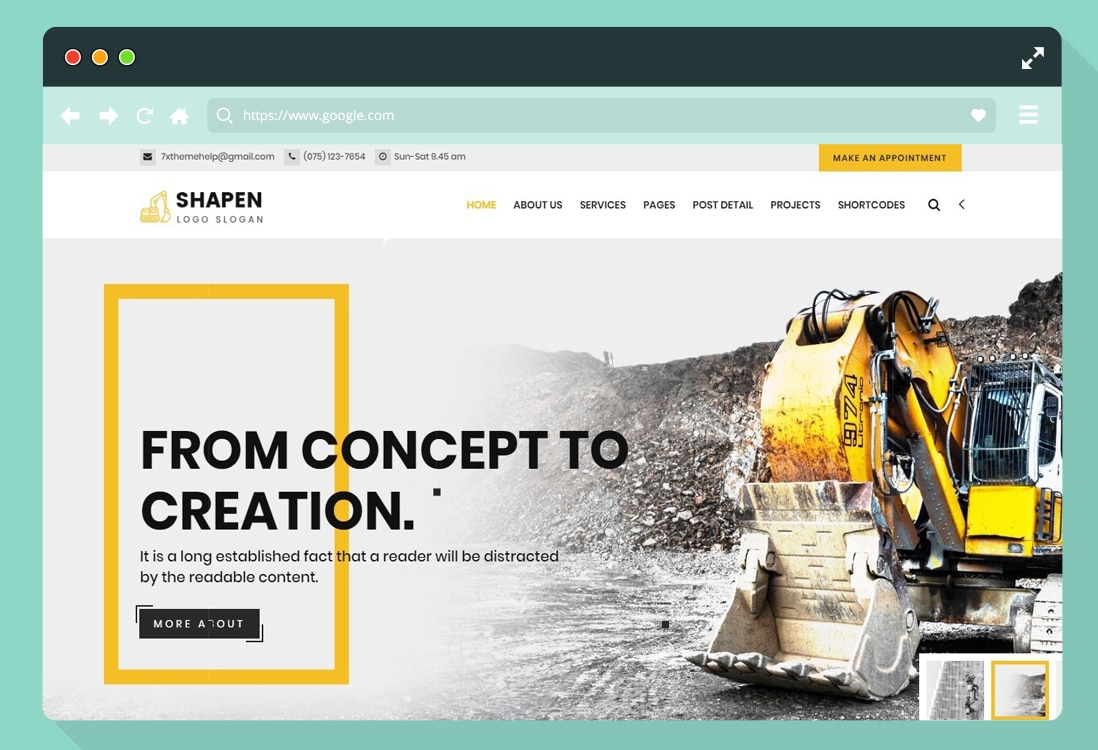 https://www.google.com
7xthemehelp@gmail.com (075) 123-7654 Sun-Sat 9.45 am
MAKE AN APPOINTMENT
SHAPEN
LOGO SLOGAN
HOME ABOUT US SERVICES PAGES POST DETAIL PROJECTS SHORTCODES
974
Litronic
FROM CONCEPT TO
CREATION.
It is a long established fact that a reader will be distracted
by the readable content.
MORE ABOUT